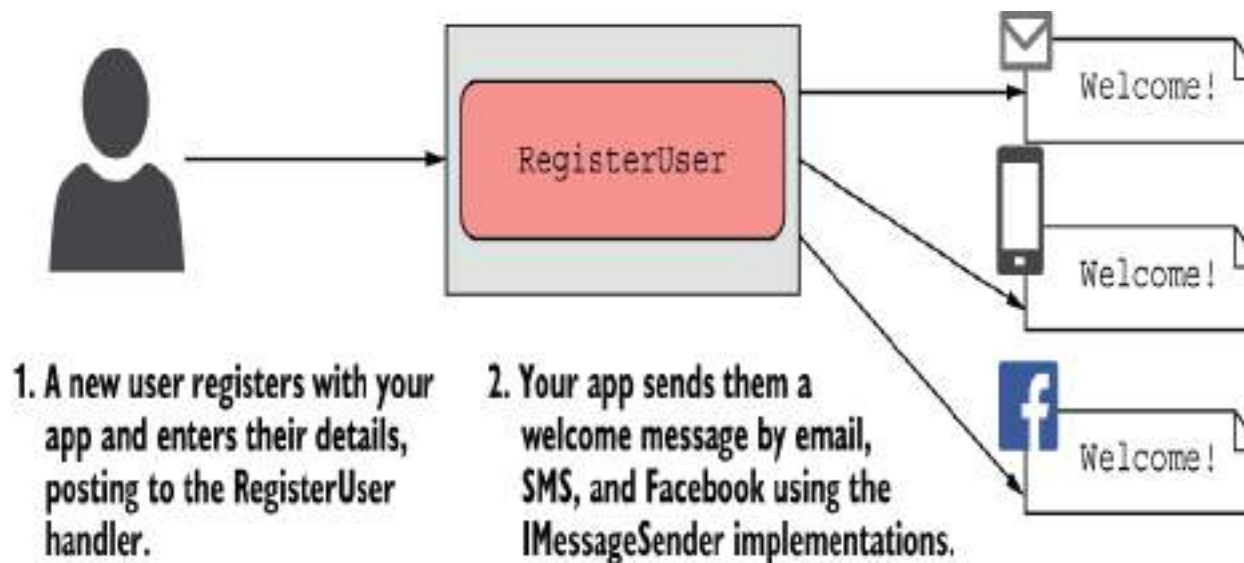 Welcome!
RegisterUser
Welcome!
Welcome!
1. A new user registers with your
app and enters their details,
posting to the RegisterUser
handler.
2. Your app sends them a
welcome message by email,
SMS, and Facebook using the
IMessageSender implementations.